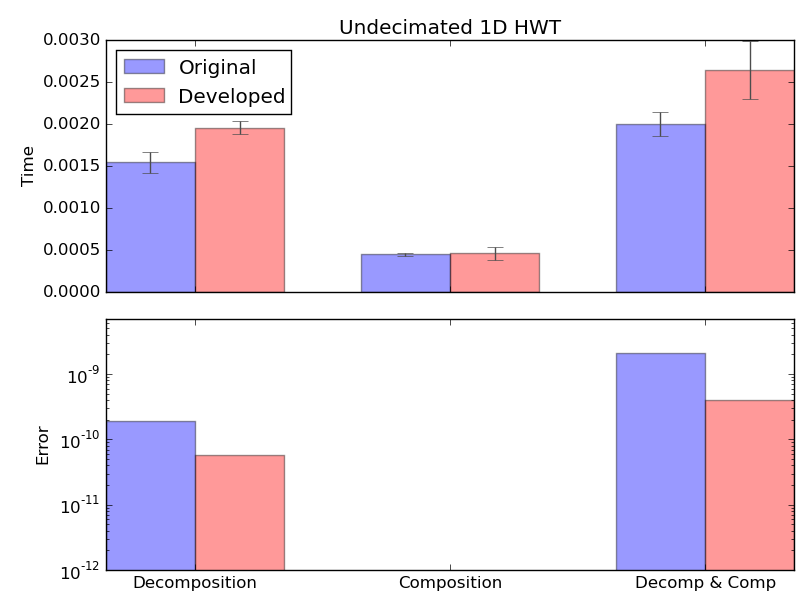 Undecimated 1D HWT
0.0030
0.0025
0.0020
0.0015
0.0010
0.0005
0.0000
Time
Original
Developed
10⁻⁹
10⁻¹⁰
10⁻¹¹
10⁻¹²
Error
Decomposition Composition Decomp & Comp